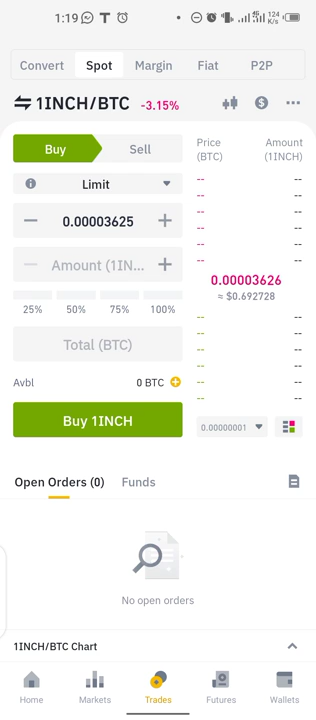 1:19 124 K/s
Convert Spot Margin Fiat P2P
1INCH/BTC -3.15%
Buy Sell
Price (BTC) Amount (1INCH)
Limit
-- --
-- --
-- --
-- --
-- --
-- --
0.00003625
Amount (1IN...
0.00003626
≈ $0.692728
25% 50% 75% 100%
Total (BTC)
-- --
-- --
-- --
-- --
-- --
-- --
Avbl 0 BTC
Buy 1INCH
0.00000001
Open Orders (0) Funds
No open orders
1INCH/BTC Chart
Home Markets Trades Futures Wallets